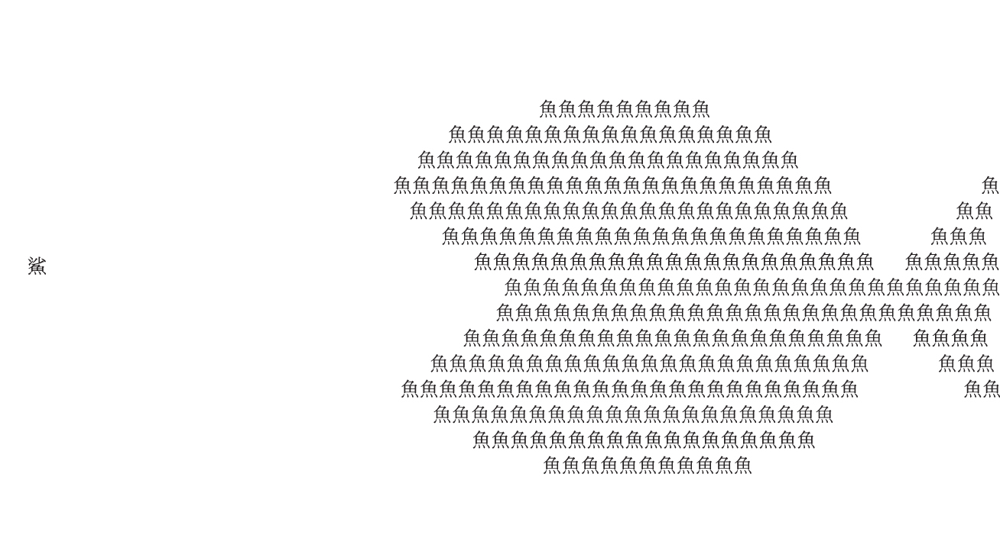 魚魚魚魚魚魚魚魚魚
魚魚魚魚魚魚魚魚魚魚魚魚魚魚魚魚魚
魚魚魚魚魚魚魚魚魚魚魚魚魚魚魚魚魚魚魚魚
魚魚魚魚魚魚魚魚魚魚魚魚魚魚魚魚魚魚魚魚魚魚魚 魚
魚魚魚魚魚魚魚魚魚魚魚魚魚魚魚魚魚魚魚魚魚魚魚 魚魚
魚魚魚魚魚魚魚魚魚魚魚魚魚魚魚魚魚魚魚魚魚魚 魚魚魚
鯊 魚魚魚魚魚魚魚魚魚魚魚魚魚魚魚魚魚魚魚魚魚 魚魚魚魚魚
魚魚魚魚魚魚魚魚魚魚魚魚魚魚魚魚魚魚魚魚魚魚魚魚魚魚
魚魚魚魚魚魚魚魚魚魚魚魚魚魚魚魚魚魚魚魚魚魚魚魚魚魚
魚魚魚魚魚魚魚魚魚魚魚魚魚魚魚魚魚魚魚魚魚魚 魚魚魚魚
魚魚魚魚魚魚魚魚魚魚魚魚魚魚魚魚魚魚魚魚魚魚魚 魚魚魚
魚魚魚魚魚魚魚魚魚魚魚魚魚魚魚魚魚魚魚魚魚魚魚魚 魚魚
魚魚魚魚魚魚魚魚魚魚魚魚魚魚魚魚魚魚魚魚魚
魚魚魚魚魚魚魚魚魚魚魚魚魚魚魚魚魚魚
魚魚魚魚魚魚魚魚魚魚魚